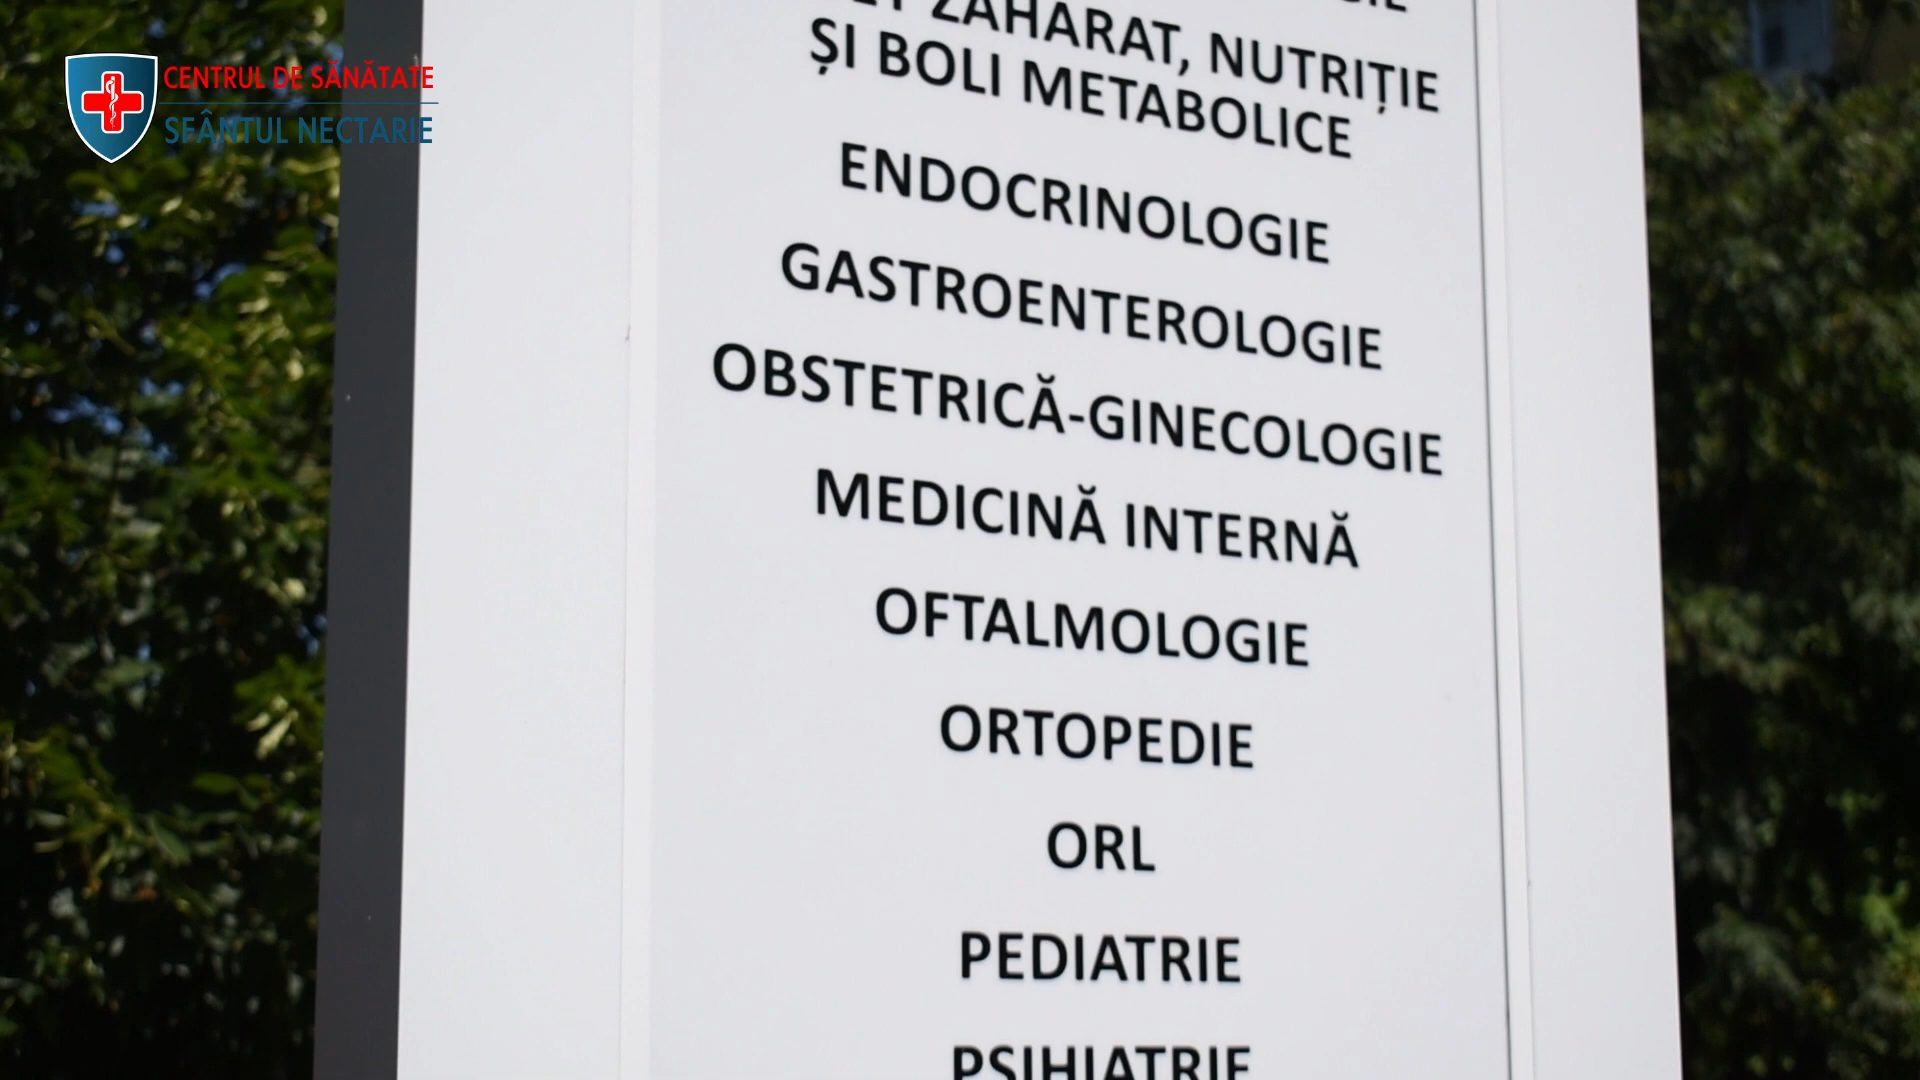 CENTRUL DE SĂNĂTATE
SFÂNTUL NECTARIE
ZAHARAT, NUTRIȚIE
ȘI BOLI METABOLICE
ENDOCRINOLOGIE
GASTROENTEROLOGIE
OBSTETRICĂ-GINECOLOGIE
MEDICINĂ INTERNĂ
OFTALMOLOGIE
ORTOPEDIE
ORL
PEDIATRIE
PSIHIATRIE